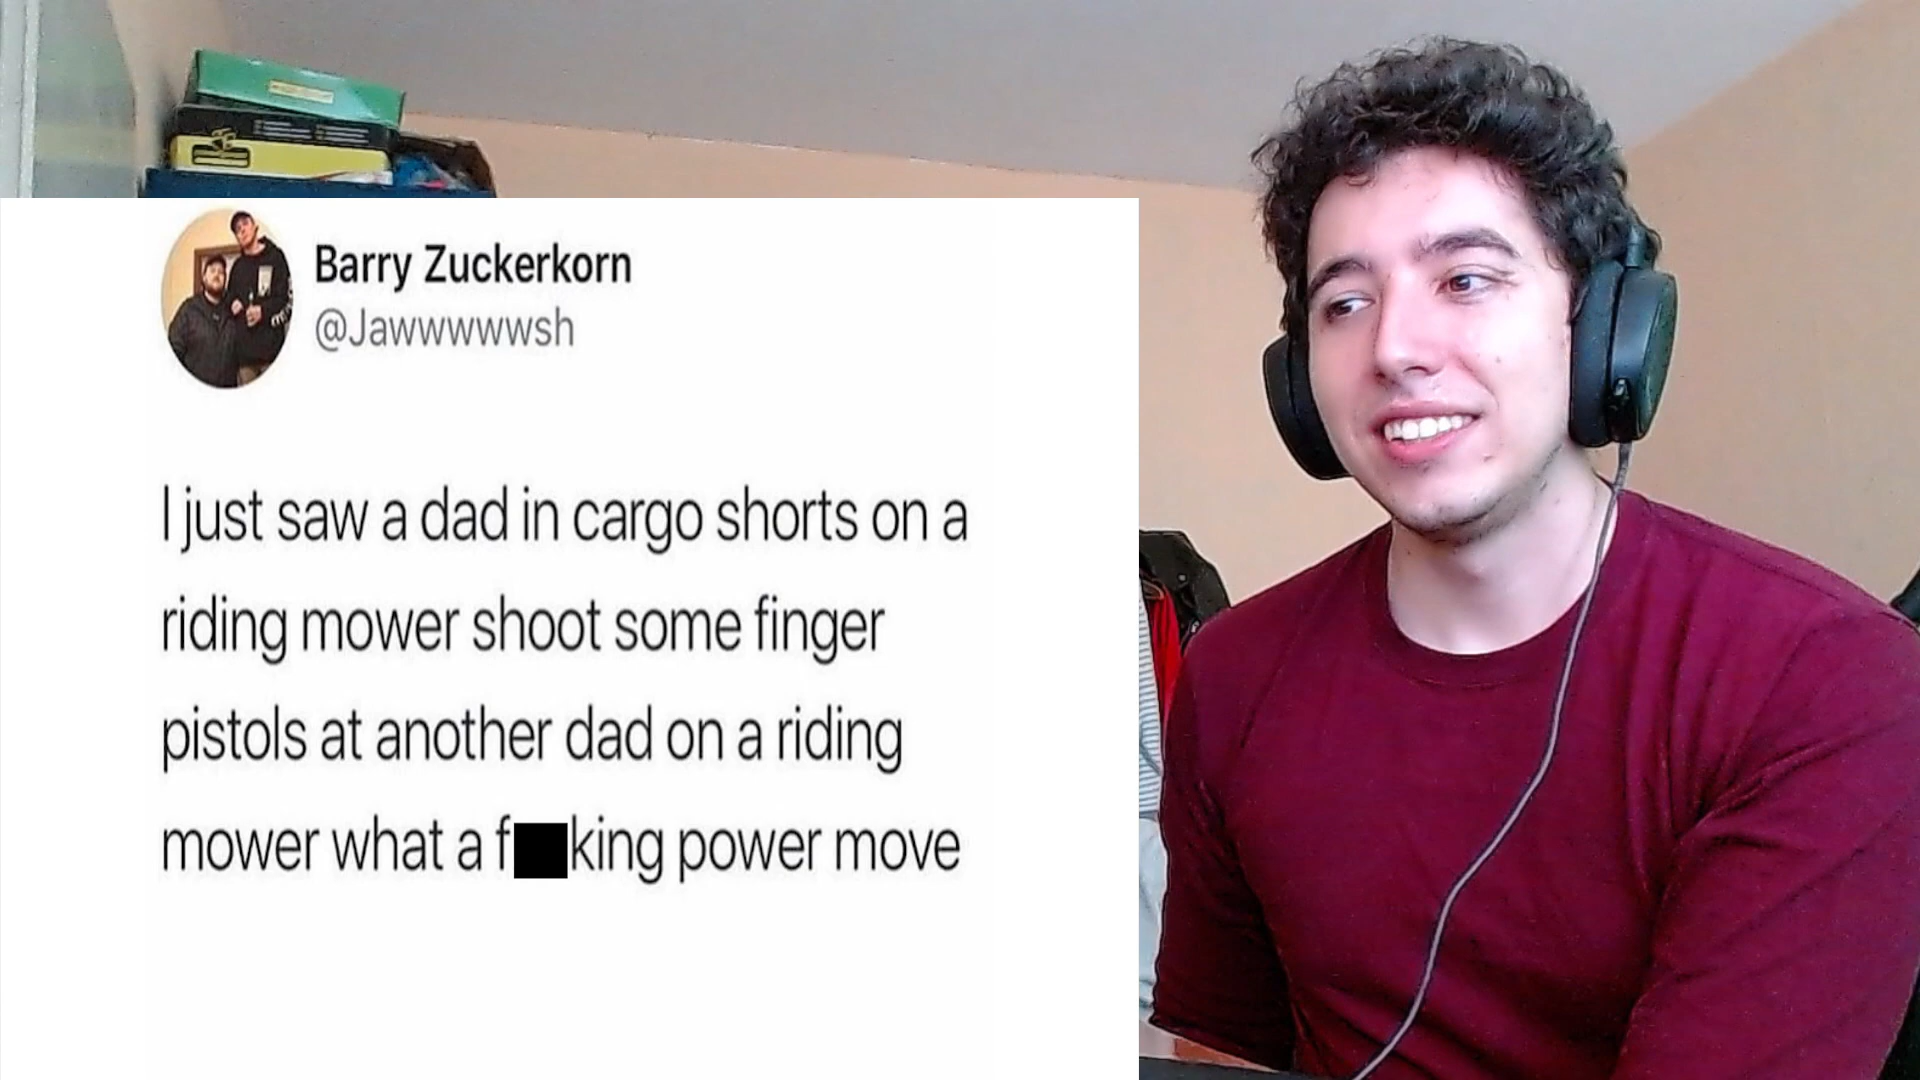 Barry Zuckerkorn
@Jawwwwwsh
I just saw a dad in cargo shorts on a
riding mower shoot some finger
pistols at another dad on a riding
mower what a f██king power move